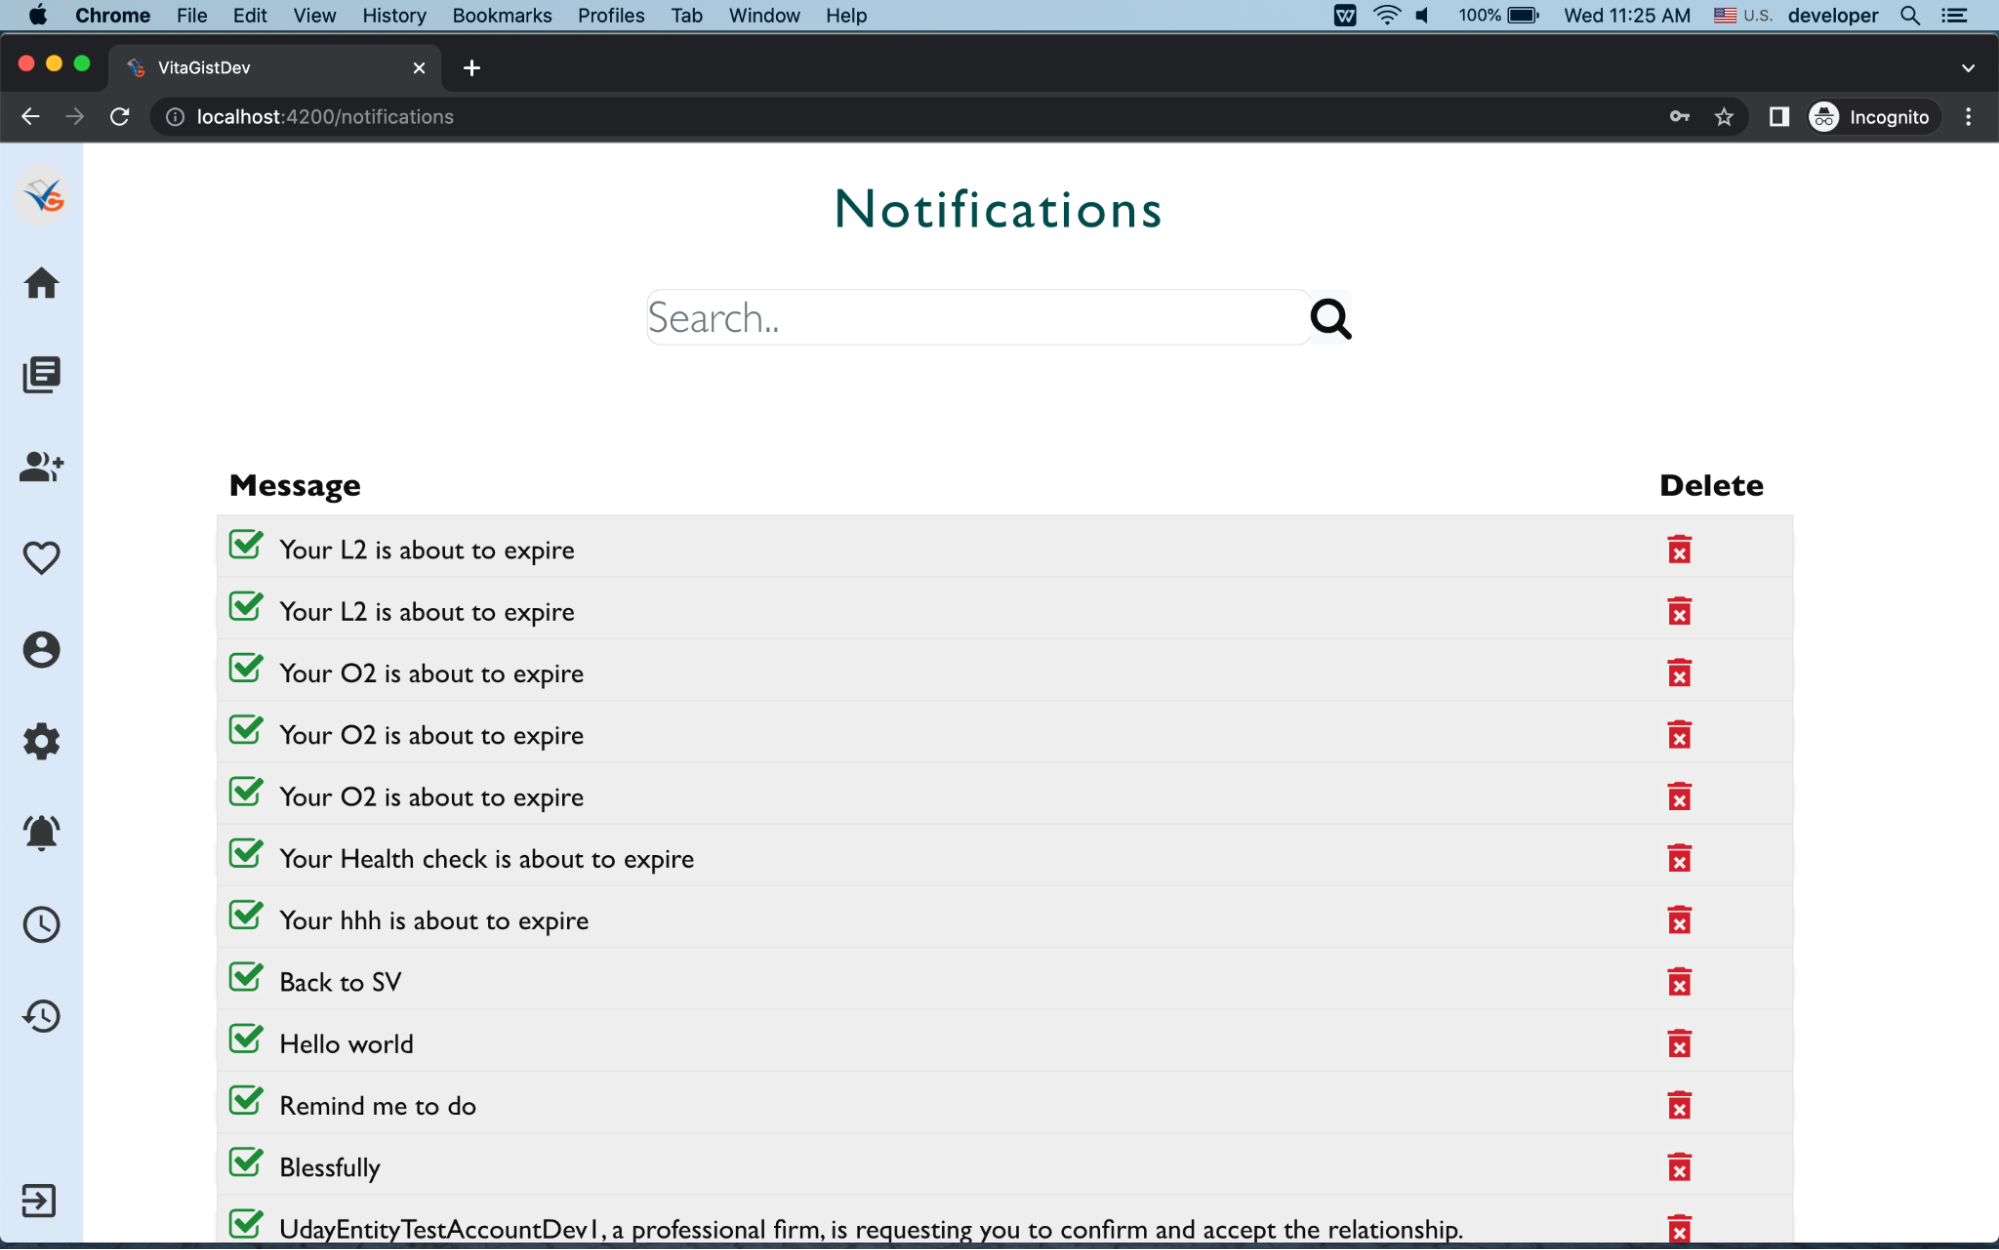 Chrome File Edit View History Bookmarks Profiles Tab Window Help 100% Wed 11:25 AM U.S. developer
VitaGistDev
localhost:4200/notifications Incognito
Notifications
Search..
Message Delete
Your L2 is about to expire
Your L2 is about to expire
Your O2 is about to expire
Your O2 is about to expire
Your O2 is about to expire
Your Health check is about to expire
Your hhh is about to expire
Back to SV
Hello world
Remind me to do
Blessfully
UdayEntityTestAccountDev1, a professional firm, is requesting you to confirm and accept the relationship.